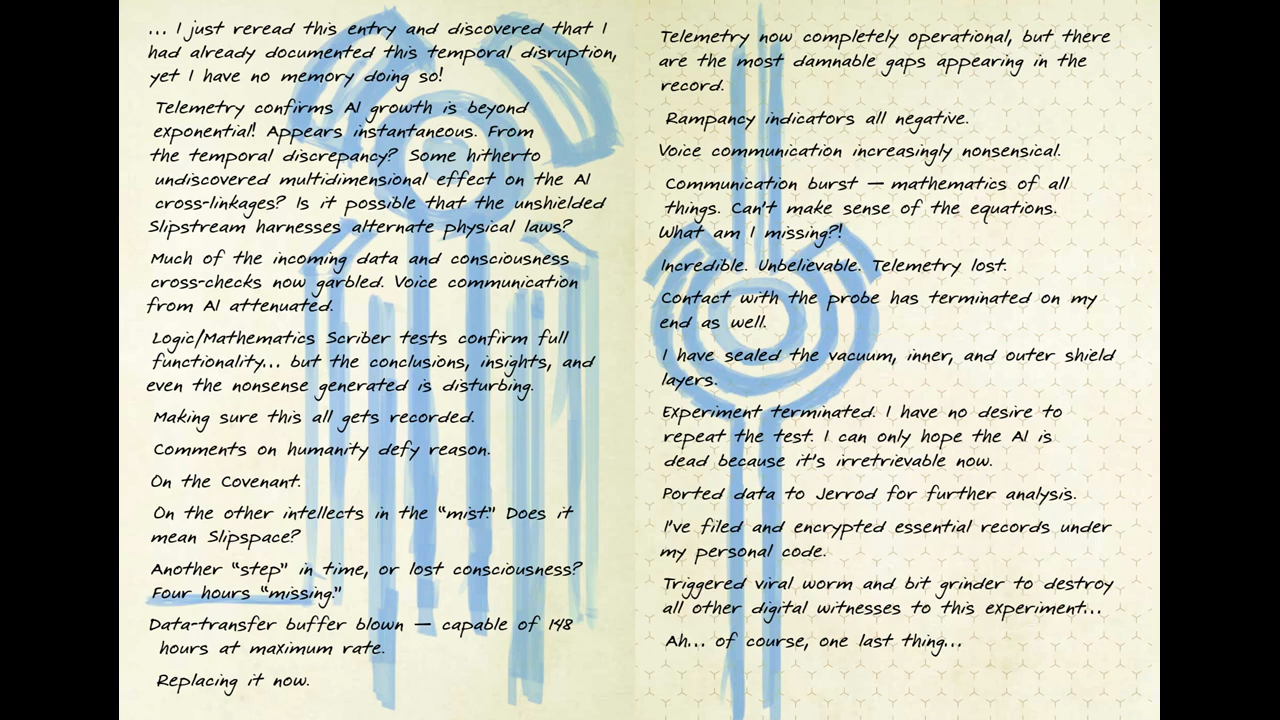 ... I just reread this entry and discovered that I
had already documented this temporal disruption,
yet I have no memory doing so!
Telemetry confirms AI growth is beyond
exponential! Appears instantaneous. From
the temporal discrepancy? Some hitherto
undiscovered multidimensional effect on the AI
cross-linkages? Is it possible that the unshielded
Slipstream harnesses alternate physical laws?
Much of the incoming data and consciousness
cross-checks now garbled. Voice communication
from AI attenuated.
Logic/Mathematics Scriber tests confirm full
functionality... but the conclusions, insights, and
even the nonsense generated is disturbing.
Making sure this all gets recorded.
Comments on humanity defy reason.
On the Covenant.
On the other intellects in the "mist." Does it
mean Slipspace?
Another "step" in time, or lost consciousness?
Four hours "missing."
Data-transfer buffer blown — capable of 148
hours at maximum rate.
Replacing it now.
Telemetry now completely operational, but there
are the most damnable gaps appearing in the
record.
Rampancy indicators all negative.
Voice communication increasingly nonsensical.
Communication burst — mathematics of all
things. Can't make sense of the equations.
What am I missing?!
Incredible. Unbelievable. Telemetry lost.
Contact with the probe has terminated on my
end as well.
I have sealed the vacuum, inner, and outer shield
layers.
Experiment terminated. I have no desire to
repeat the test. I can only hope the AI is
dead because it's irretrievable now.
Ported data to Jerrod for further analysis.
I've filed and encrypted essential records under
my personal code.
Triggered viral worm and bit grinder to destroy
all other digital witnesses to this experiment...
Ah... of course, one last thing...